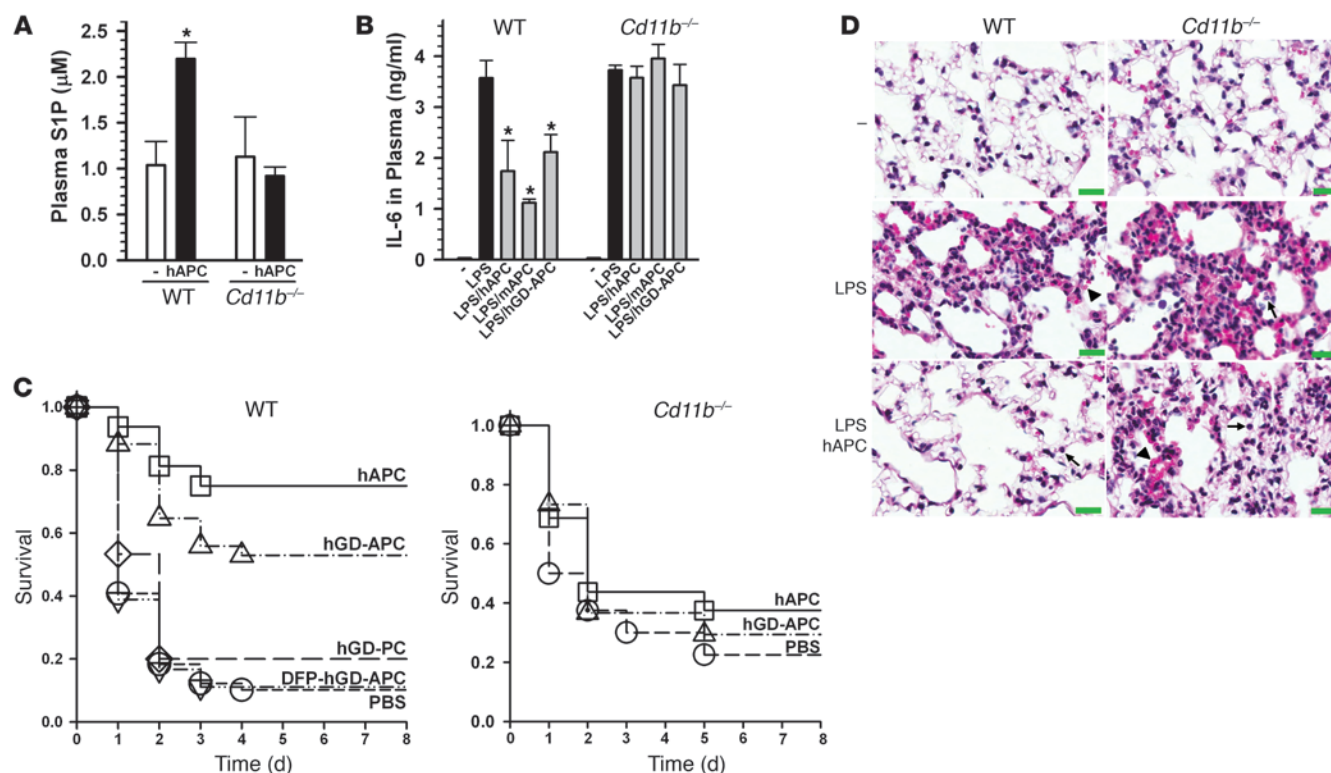 A
Plasma S1P (μM)
2.5
2.0
1.5
1.0
0.5
0.0
*
- hAPC
- hAPC
WT
Cd11b–/–
B
WT
Cd11b–/–
IL-6 in Plasma (ng/ml)
4
3
2
1
0
*
*
*
-
LPS
LPS/hAPC
LPS/mAPC
LPS/hGD-APC
-
LPS
LPS/hAPC
LPS/mAPC
LPS/hGD-APC
C
WT
Survival
1.0
0.8
0.6
0.4
0.2
0.0
hAPC
hGD-APC
hGD-PC
DFP-hGD-APC
PBS
0 1 2 3 4 5 6 7 8
Time (d)
Cd11b–/–
Survival
1.0
0.8
0.6
0.4
0.2
0.0
hAPC
hGD-APC
PBS
0 1 2 3 4 5 6 7 8
Time (d)
D
WT
Cd11b–/–
–
LPS
LPS
hAPC